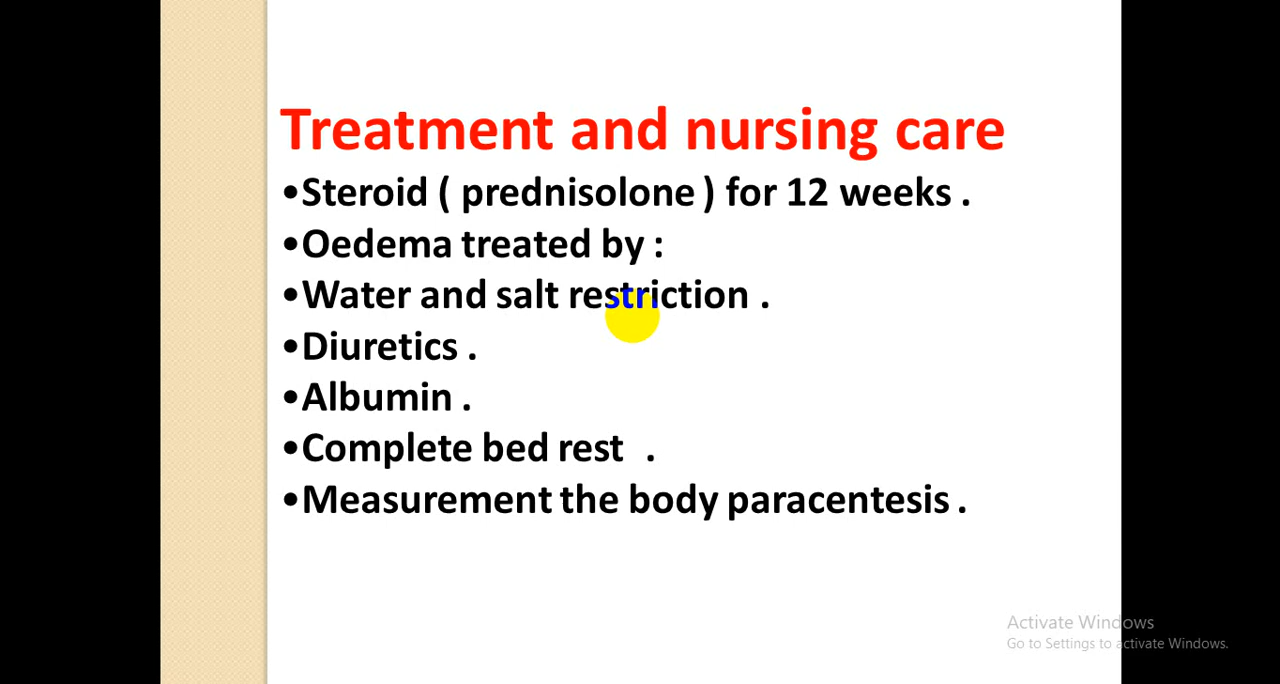 Treatment and nursing care
•Steroid ( prednisolone ) for 12 weeks .
•Oedema treated by :
•Water and salt restriction .
•Diuretics .
•Albumin .
•Complete bed rest  .
•Measurement the body paracentesis .
Activate Windows
Go to Settings to activate Windows.